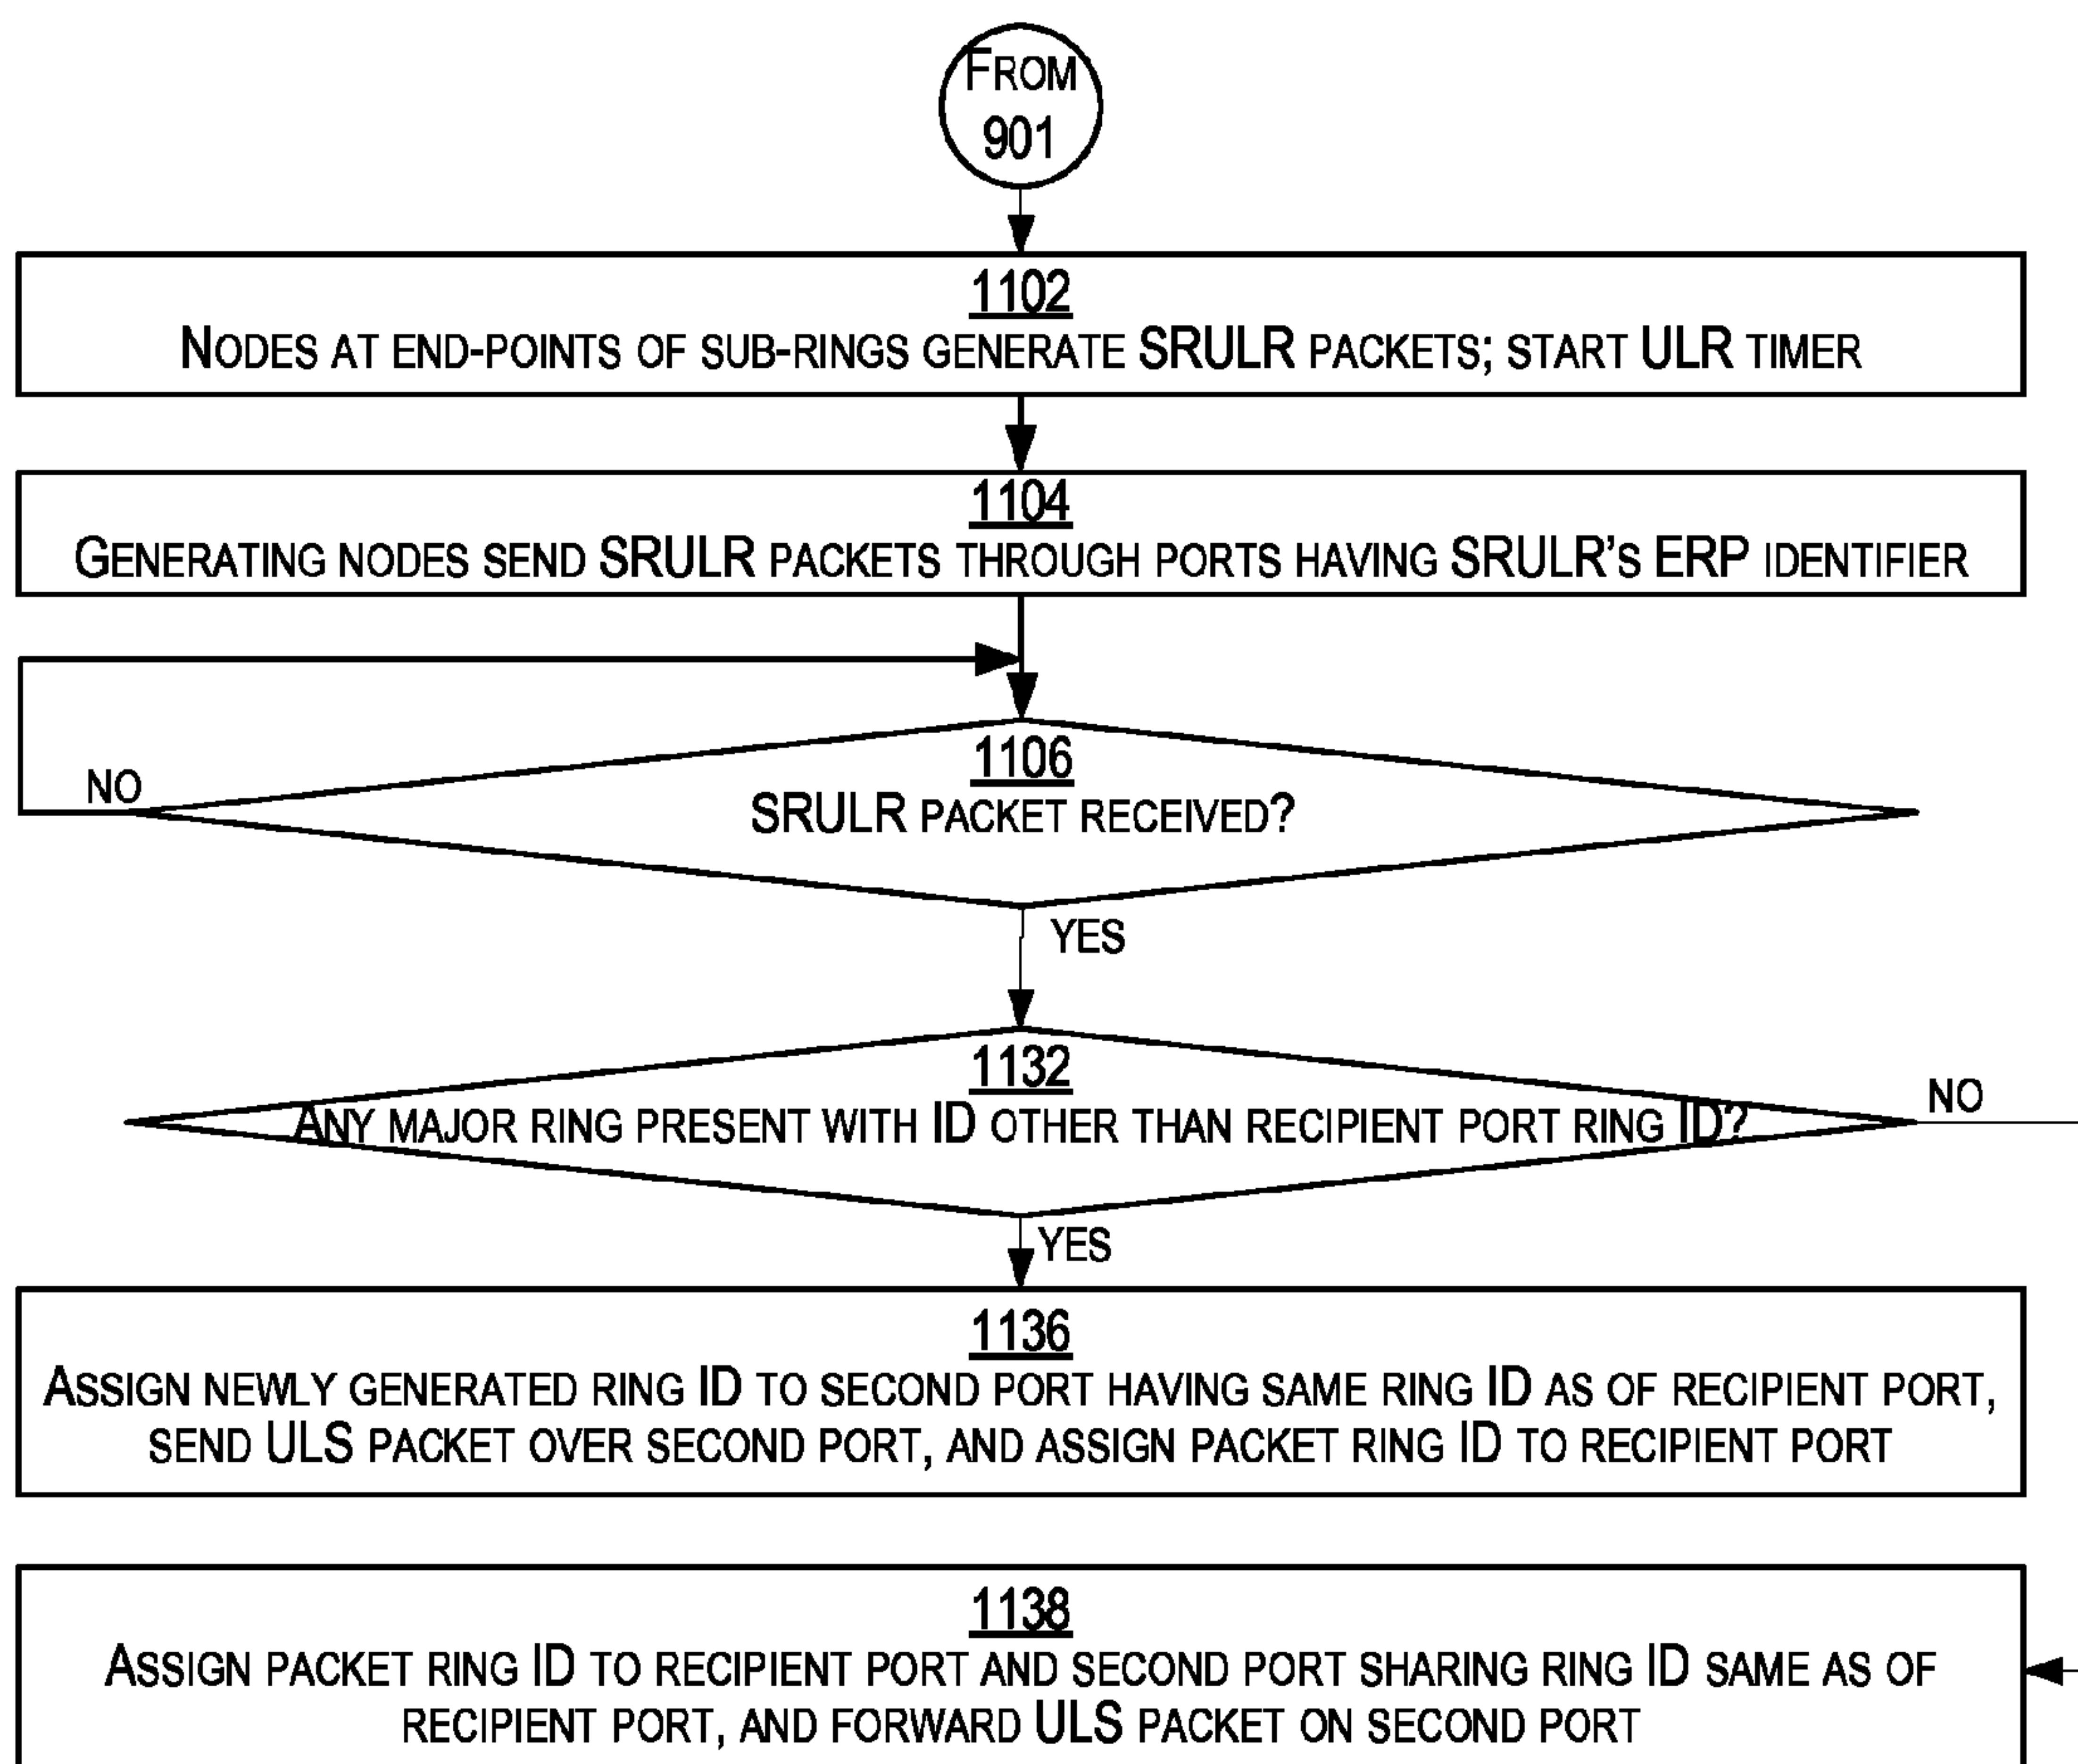 FROM
901
1102
NODES AT END-POINTS OF SUB-RINGS GENERATE SRULR PACKETS; START ULR TIMER
1104
GENERATING NODES SEND SRULR PACKETS THROUGH PORTS HAVING SRULR'S ERP IDENTIFIER
1106
NO
SRULR PACKET RECEIVED?
YES
1132
NO
ANY MAJOR RING PRESENT WITH ID OTHER THAN RECIPIENT PORT RING ID?
YES
1136
ASSIGN NEWLY GENERATED RING ID TO SECOND PORT HAVING SAME RING ID AS OF RECIPIENT PORT,
SEND ULS PACKET OVER SECOND PORT, AND ASSIGN PACKET RING ID TO RECIPIENT PORT
1138
ASSIGN PACKET RING ID TO RECIPIENT PORT AND SECOND PORT SHARING RING ID SAME AS OF
RECIPIENT PORT, AND FORWARD ULS PACKET ON SECOND PORT